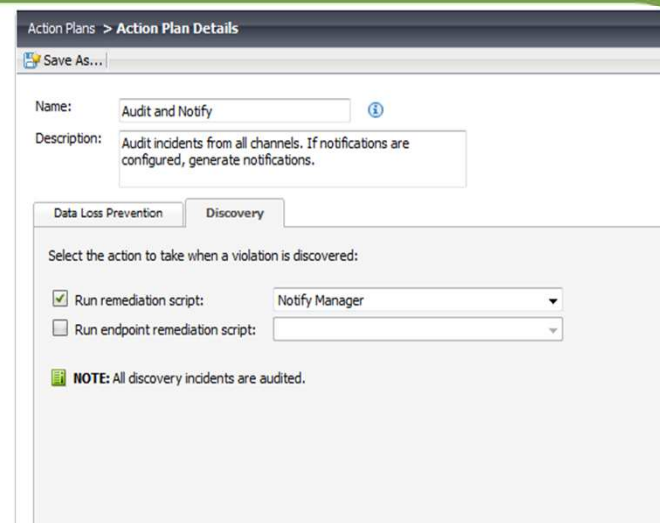 Action Plans > Action Plan Details
Save As...
Name: Audit and Notify
Description: Audit incidents from all channels. If notifications are
configured, generate notifications.
Data Loss Prevention Discovery
Select the action to take when a violation is discovered:
Run remediation script: Notify Manager
Run endpoint remediation script:
NOTE: All discovery incidents are audited.